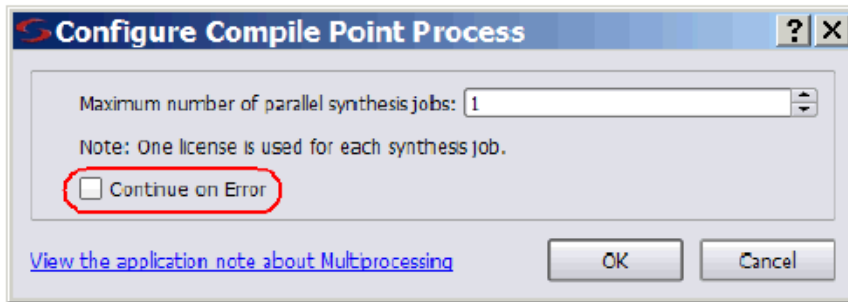 Configure Compile Point Process
Maximum number of parallel synthesis jobs: 1
Note: One license is used for each synthesis job.
Continue on Error
View the application note about Multiprocessing
OK Cancel